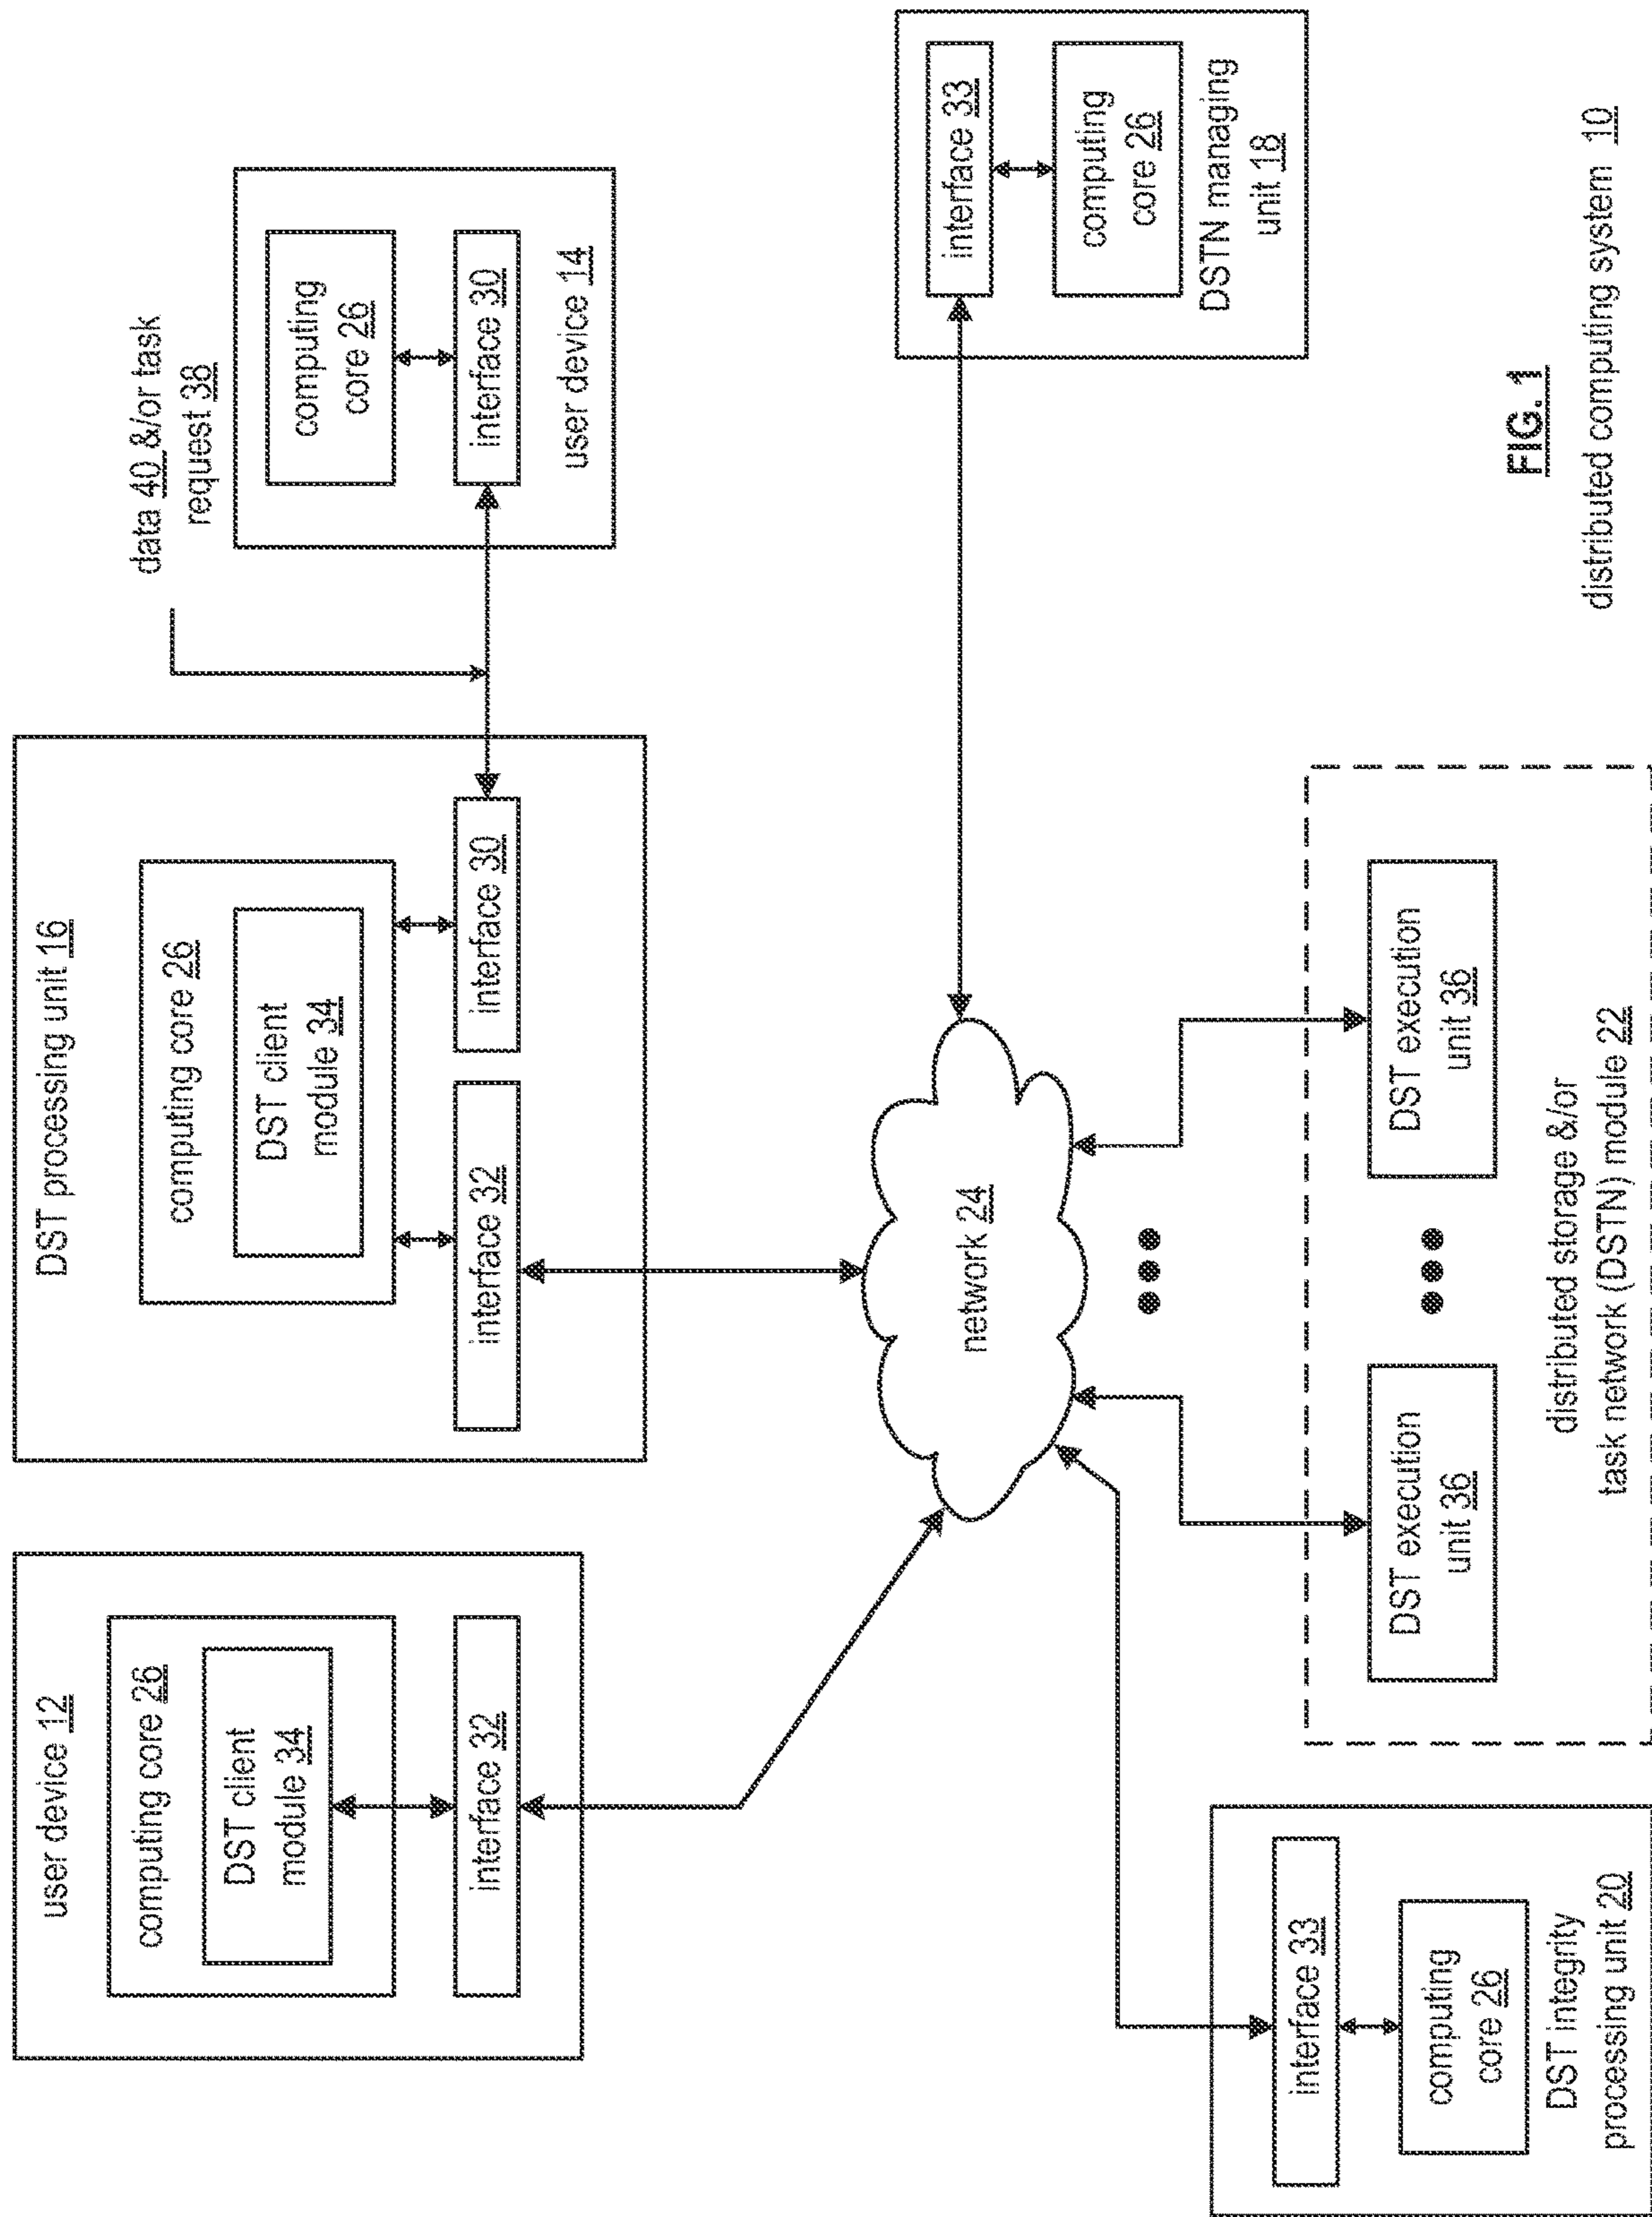 user device 12
computing core 26
DST client
module 34
interface 32
DST processing unit 16
computing core 26
DST client
module 34
interface 32
interface 30
data 40 &/or task
request 38
computing
core 26
interface 30
user device 14
network 24
interface 33
computing
core 26
DSTN managing
unit 18
interface 33
computing
core 26
DST integrity
processing unit 20
DST execution
unit 36
DST execution
unit 36
distributed storage &/or
task network (DSTN) module 22
FIG. 1
distributed computing system 10